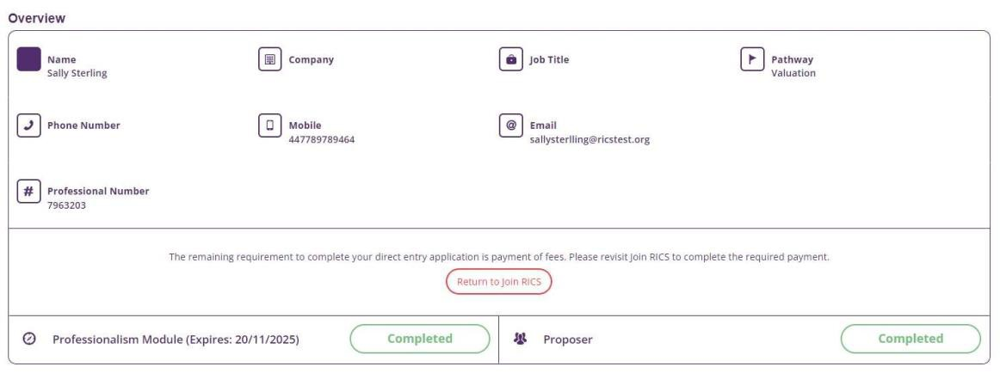 Overview
Name
Sally Sterling
Company
Job Title
Pathway
Valuation
Phone Number
Mobile
447789789464
Email
sallysterlling@ricstest.org
Professional Number
7963203
The remaining requirement to complete your direct entry application is payment of fees. Please revisit Join RICS to complete the required payment.
Return to Join RICS
Professionalism Module (Expires: 20/11/2025)
Completed
Proposer
Completed